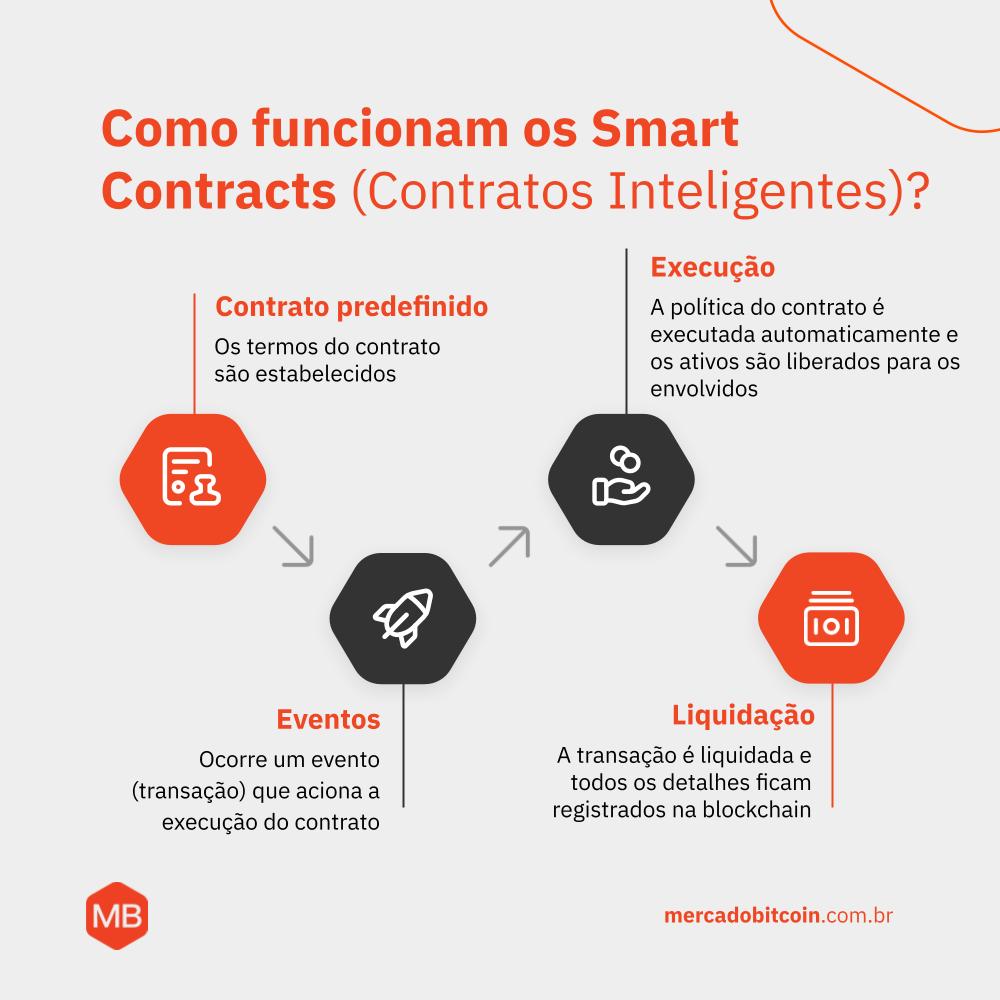 Como funcionam os Smart
Contracts (Contratos Inteligentes)?
Contrato predefinido
Os termos do contrato
são estabelecidos
Eventos
Ocorre um evento
(transação) que aciona a
execução do contrato
Execução
A política do contrato é
executada automaticamente e
os ativos são liberados para os
envolvidos
Liquidação
A transação é liquidada e
todos os detalhes ficam
registrados na blockchain
MB
mercadobitcoin.com.br